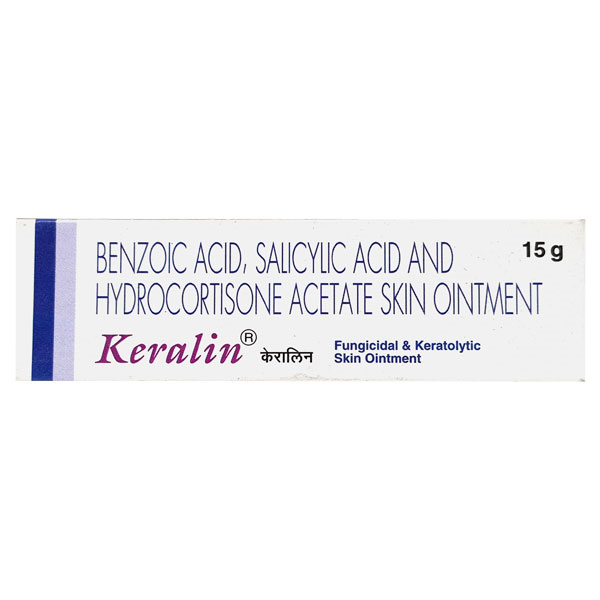 BENZOIC ACID, SALICYLIC ACID AND
HYDROCORTISONE ACETATE SKIN OINTMENT
15 g
Keralin® केरालिन
Fungicidal & Keratolytic
Skin Ointment